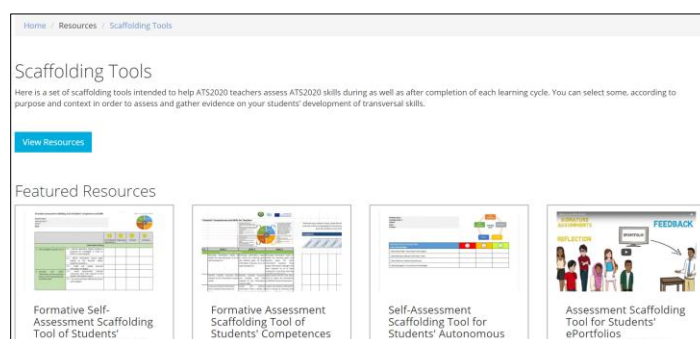 Home / Resources / Scaffolding Tools
Scaffolding Tools
Here is a set of scaffolding tools intended to help ATS2020 teachers assess ATS2020 skills during as well as after completion of each learning cycle. You can select some, according to
purpose and context in order to assess and gather evidence on your students' development of transversal skills.
View Resources
Featured Resources
SIGNATURE
ASSIGNMENTS
FEEDBACK
REFLECTION
Formative Self-
Assessment Scaffolding
Tool of Students'
Formative Assessment
Scaffolding Tool of
Students' Competences
Self-Assessment
Scaffolding Tool for
Students' Autonomous
Assessment Scaffolding
Tool for Students'
ePortfolios